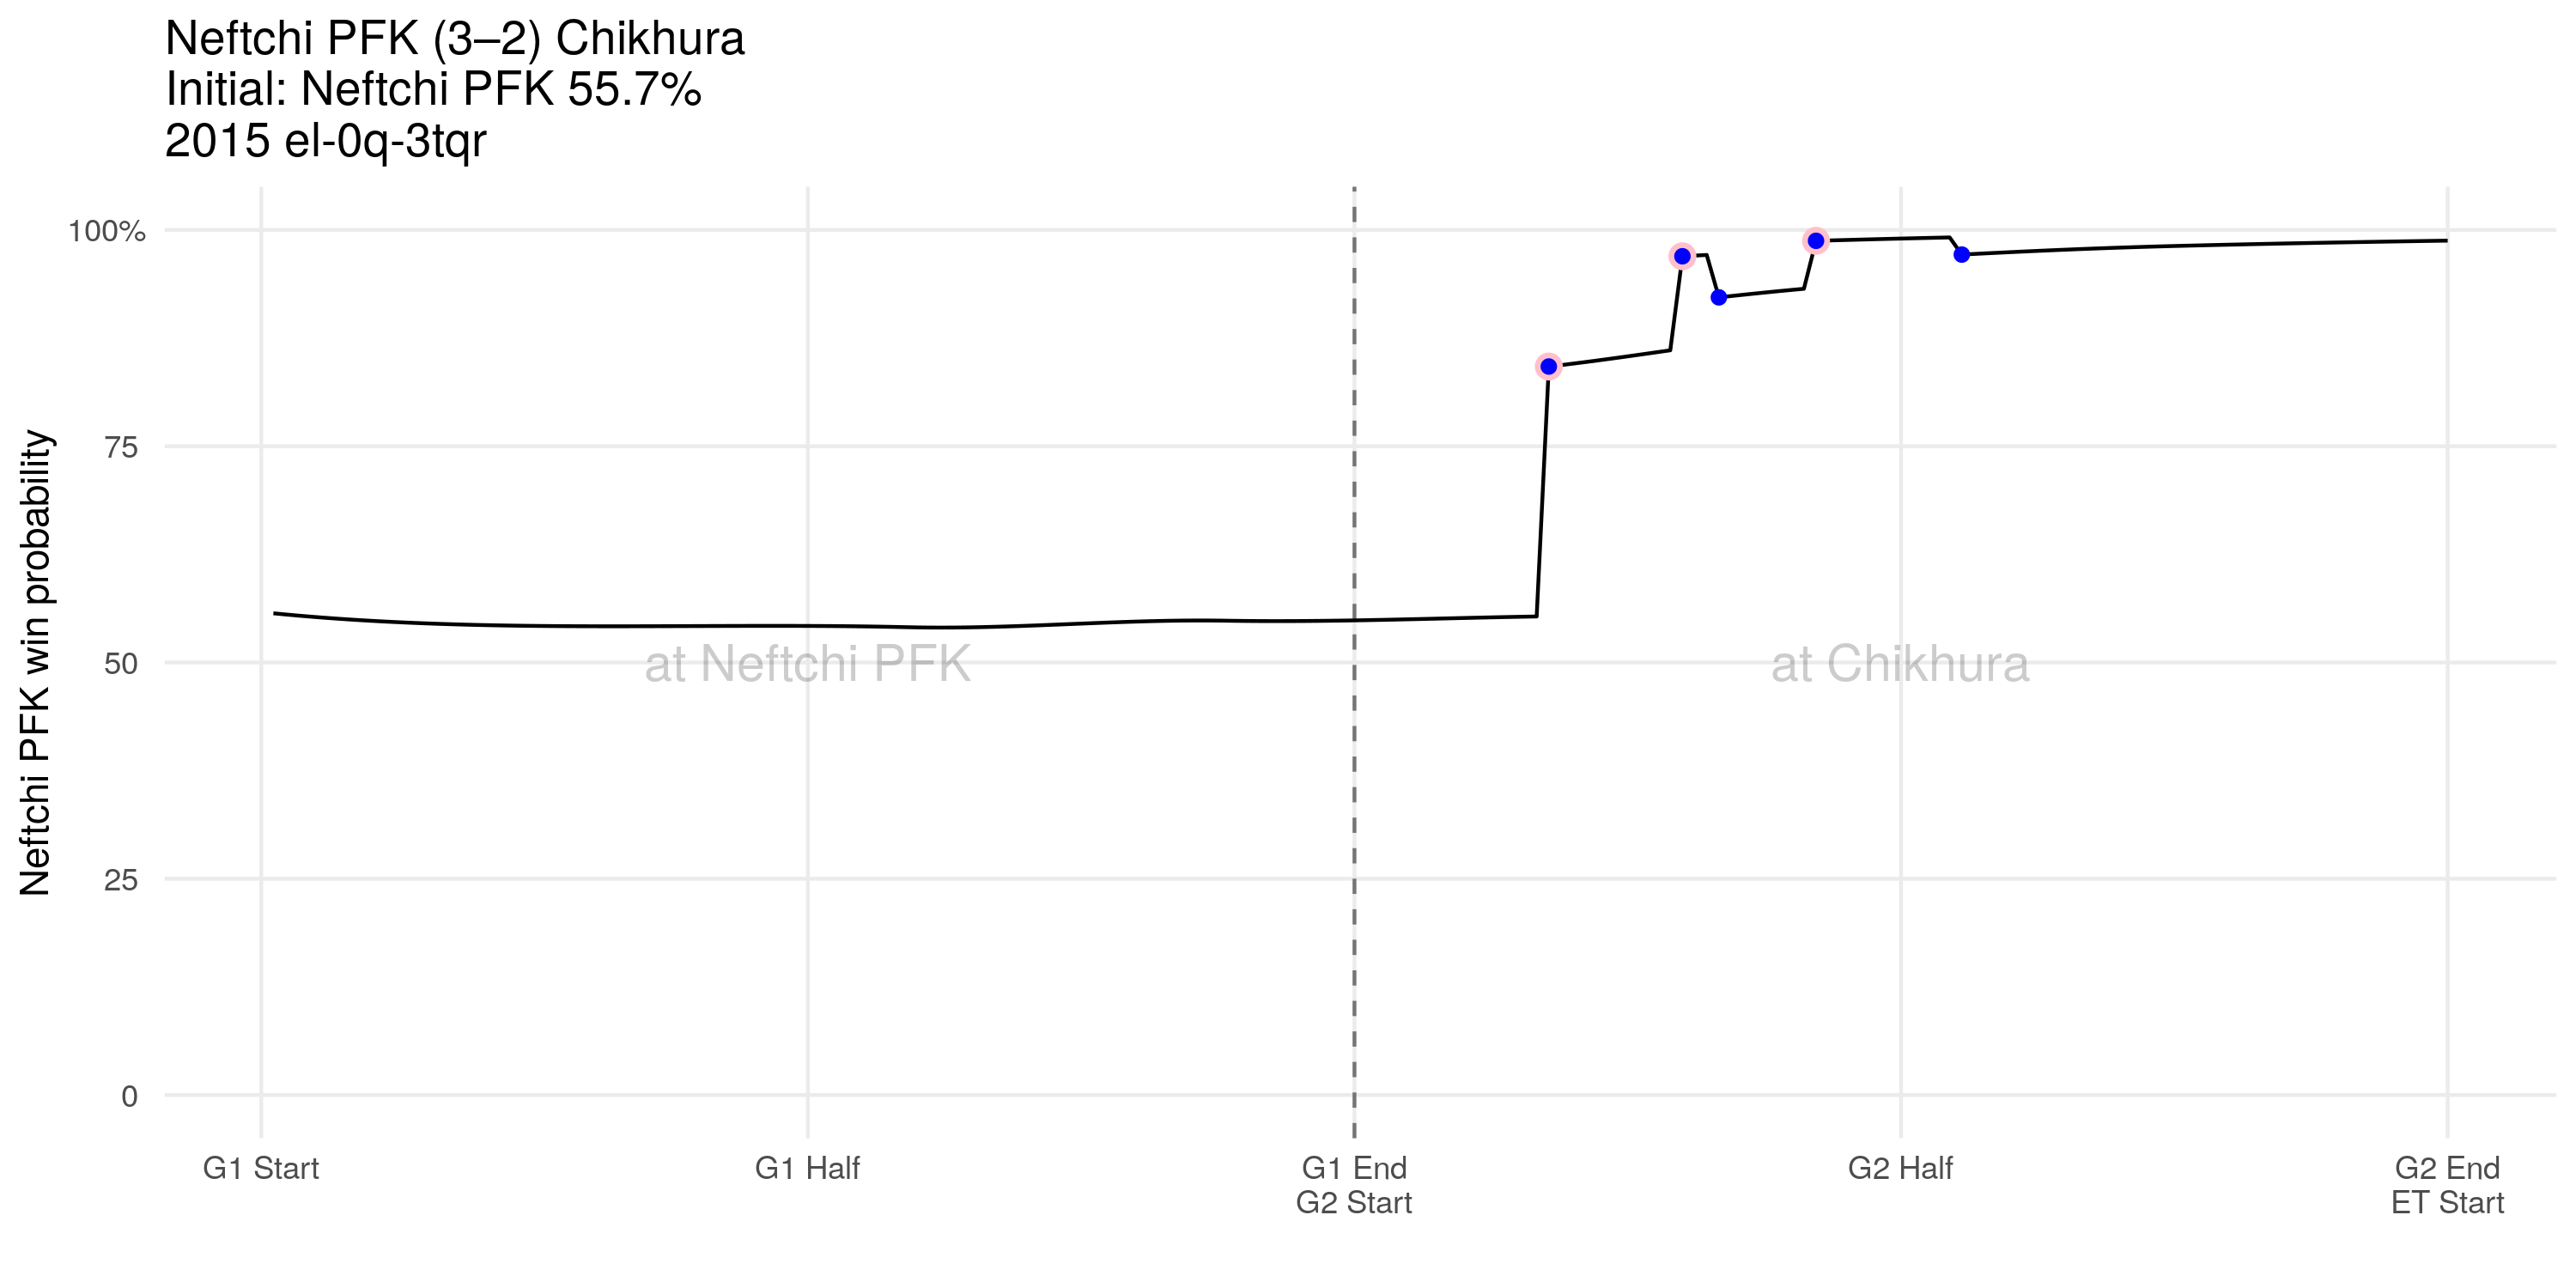 Neftchi PFK (3–2) Chikhura
Initial: Neftchi PFK 55.7%
2015 el-0q-3tqr
Neftchi PFK win probability
100%
75
50
25
0
at Neftchi PFK
at Chikhura
G1 Start
G1 Half
G1 End
G2 Start
G2 Half
G2 End
ET Start